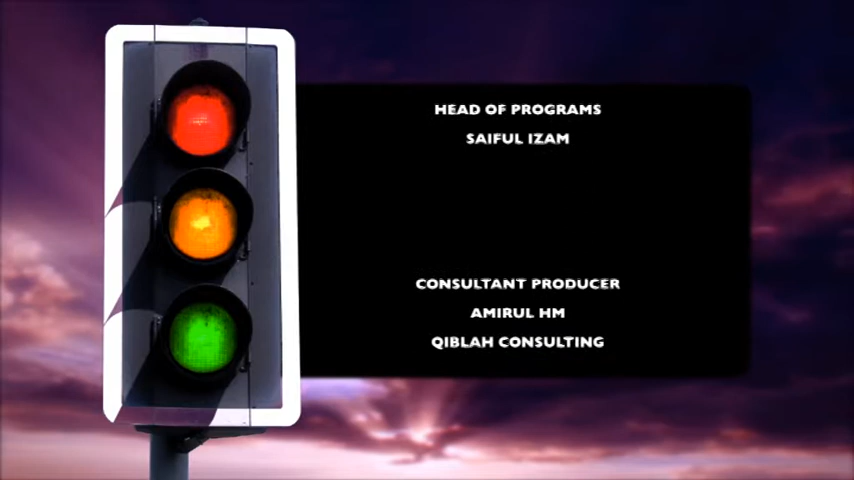 HEAD OF PROGRAMS
SAIFUL IZAM
CONSULTANT PRODUCER
AMIRUL HM
QIBLAH CONSULTING